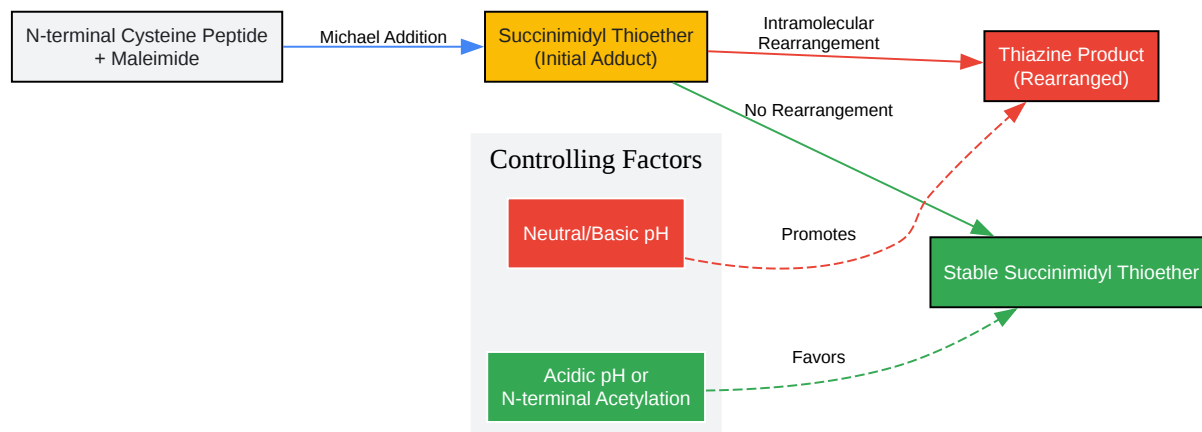 N-terminal Cysteine Peptide
+ Maleimide
Michael Addition
Succinimidyl Thioether
(Initial Adduct)
Intramolecular
Rearrangement
Thiazine Product
(Rearranged)
No Rearrangement
Controlling Factors
Neutral/Basic pH
Promotes
Stable Succinimidyl Thioether
Acidic pH or
N-terminal Acetylation
Favors